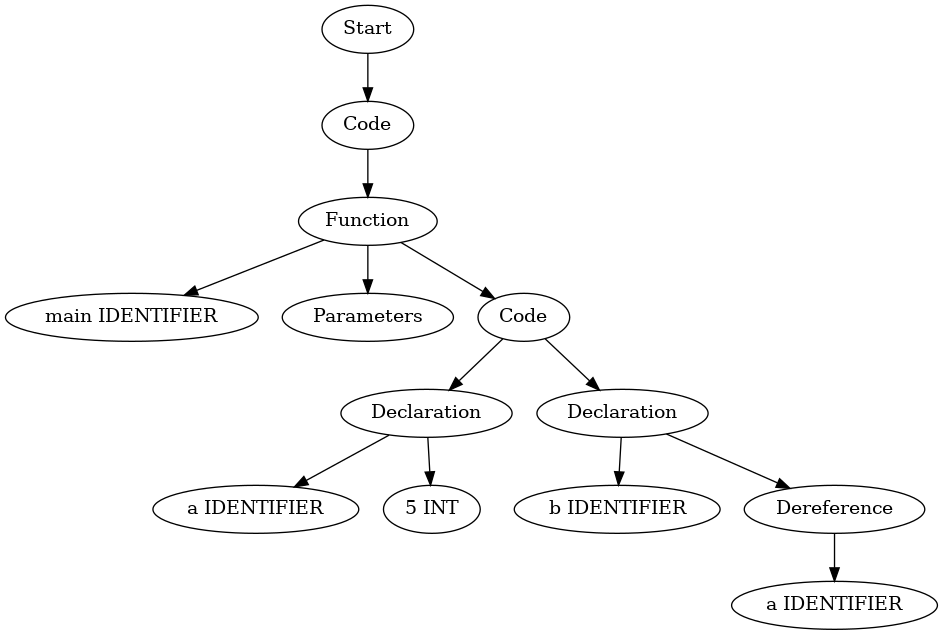 Start
Code
Function
main IDENTIFIER
Parameters
Code
Declaration
Declaration
a IDENTIFIER
5 INT
b IDENTIFIER
Dereference
a IDENTIFIER